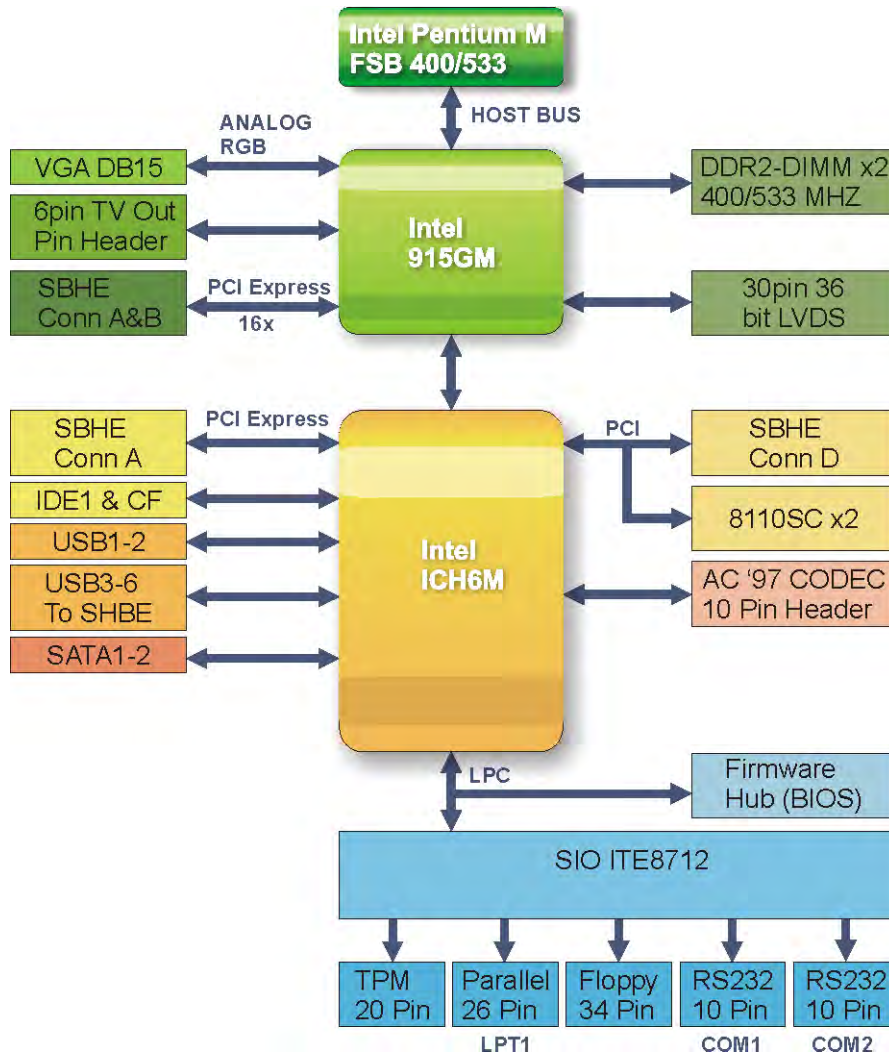 Intel Pentium M
FSB 400/533
HOST BUS
ANALOG
RGB
VGA DB15
6pin TV Out
Pin Header
SBHE
Conn A&B
PCI Express
16x
Intel
915GM
DDR2-DIMM x2
400/533 MHZ
30pin 36
bit LVDS
SBHE
Conn A
PCI Express
IDE1 & CF
USB1-2
USB3-6
To SHBE
SATA1-2
Intel
ICH6M
PCI
SBHE
Conn D
8110SC x2
AC '97 CODEC
10 Pin Header
LPC
Firmware
Hub (BIOS)
SIO ITE8712
TPM
20 Pin
Parallel
26 Pin
LPT1
Floppy
34 Pin
RS232
10 Pin
COM1
RS232
10 Pin
COM2